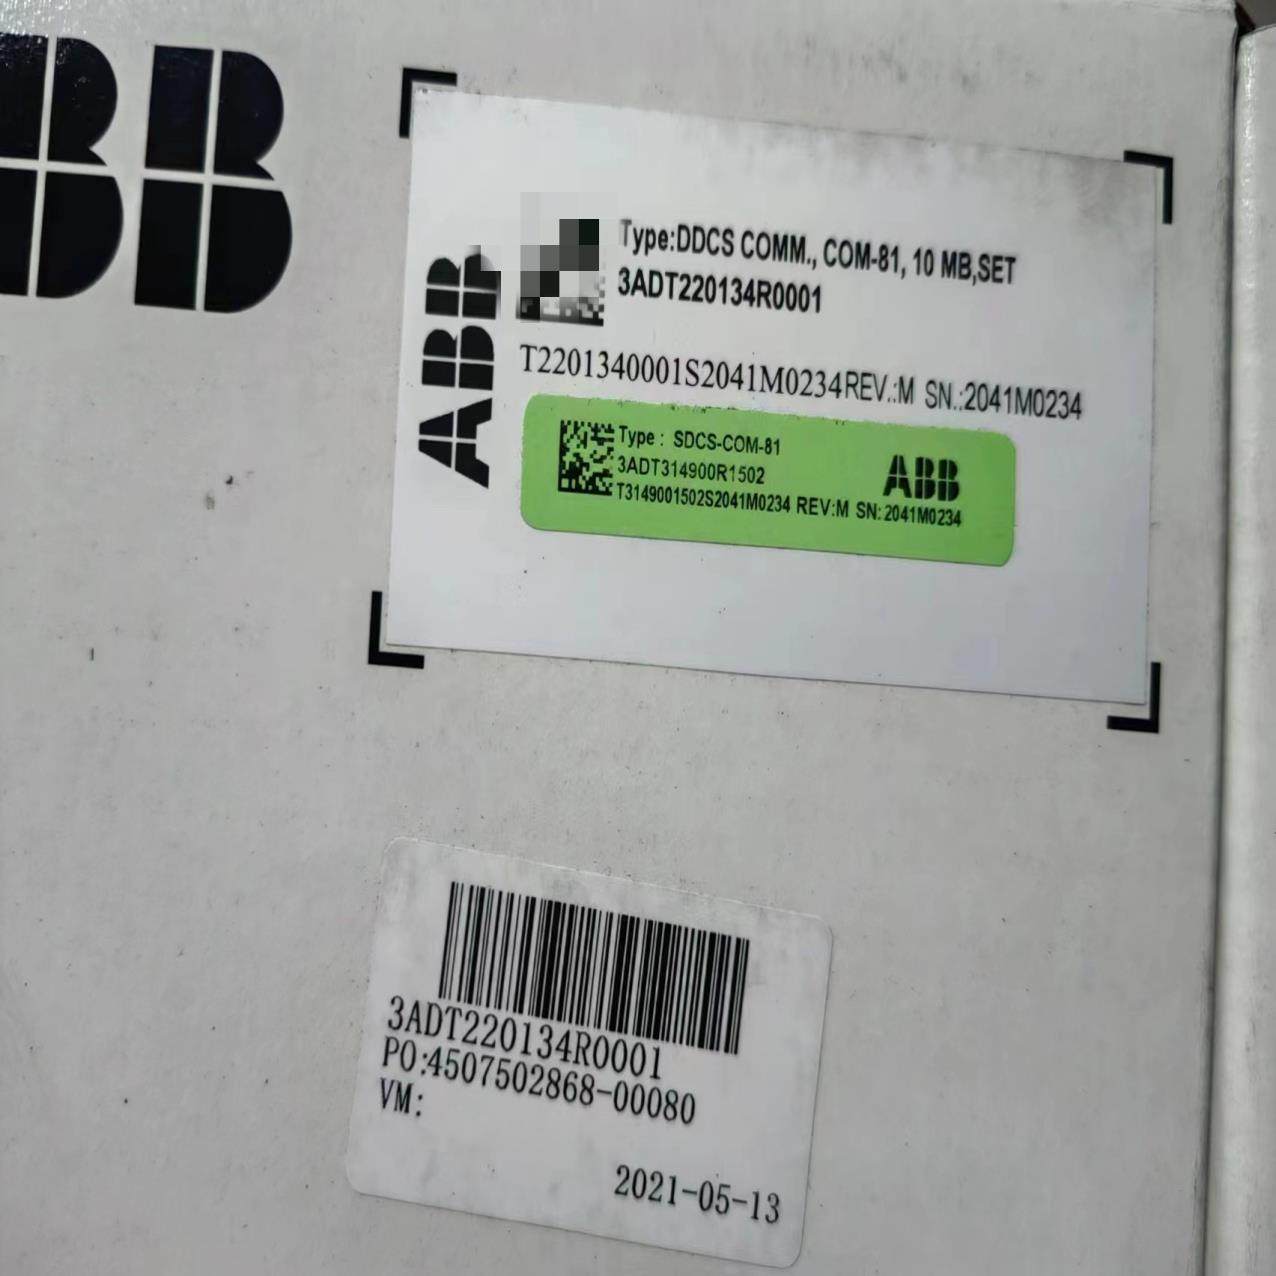 BB
ABB
Type:DDCS COMM., COM-81, 10 MB,SET
3ADT220134R0001
T2201340001S2041M0234REV.:M SN.:2041M0234
Type : SDCS-COM-81
3ADT314900R1502
ABB
T3149001502S2041M0234 REV:M SN:2041M0234
3ADT220134R0001
PO:4507502868-00080
VM:
2021-05-13